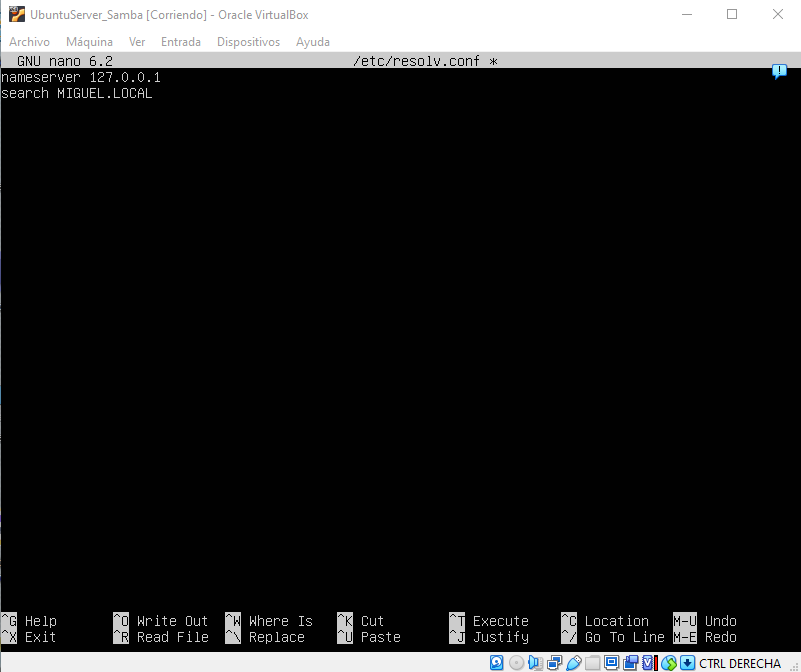 UbuntuServer_Samba [Corriendo] - Oracle VirtualBox
Archivo Máquina Ver Entrada Dispositivos Ayuda
GNU nano 6.2 /etc/resolv.conf *
nameserver 127.0.0.1
search MIGUEL.LOCAL
^G Help ^O Write Out ^W Where Is ^K Cut ^T Execute ^C Location M-U Undo
^X Exit ^R Read File ^\ Replace ^U Paste ^J Justify ^/ Go To Line M-E Redo
CTRL DERECHA